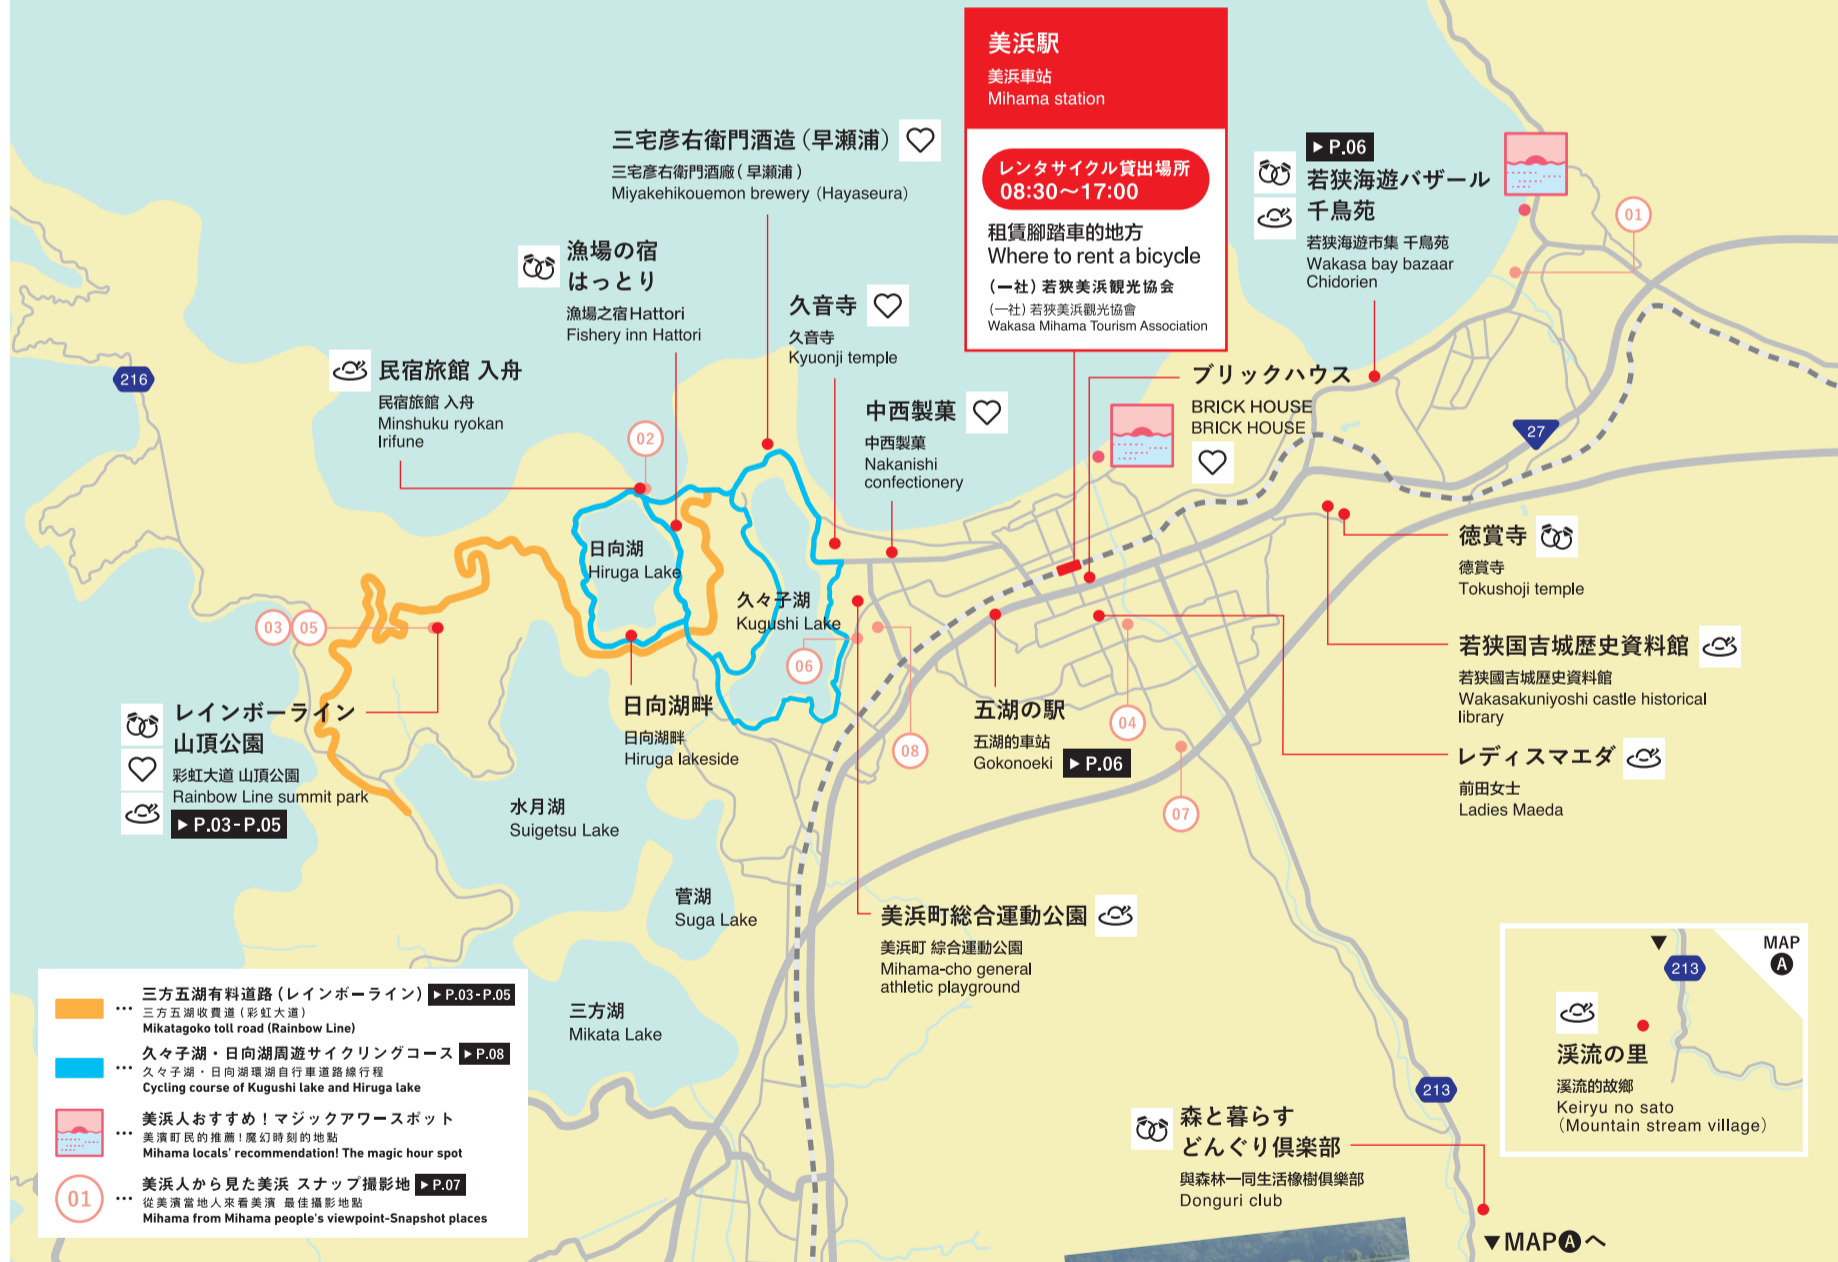 美浜駅
美浜車站
Mihama station
レンタサイクル貸出場所
08:30〜17:00
租賃腳踏車的地方
Where to rent a bicycle
(一社)若狭美浜観光協会
(一社)若狭美浜觀光協會
Wakasa Mihama Tourism Association
三宅彦右衛門酒造(早瀬浦)
三宅彦右衛門酒廠(早瀬浦)
Miyakehikouemon brewery (Hayaseura)
漁場の宿
はっとり
漁場之宿Hattori
Fishery inn Hattori
久音寺
久音寺
Kyuonji temple
民宿旅館 入舟
民宿旅館 入舟
Minshuku ryokan
Irifune
中西製菓
中西製菓
Nakanishi
confectionery
▶ P.06
若狭海遊バザール
千鳥苑
若狭海遊市集 千鳥苑
Wakasa bay bazaar
Chidorien
ブリックハウス
BRICK HOUSE
BRICK HOUSE
01
216
02
27
日向湖
Hiruga Lake
久々子湖
Kugushi Lake
徳賞寺
德賞寺
Tokushoji temple
若狭国吉城歴史資料館
若狭國吉城歷史資料館
Wakasakuniyoshi castle historical
library
レディスマエダ
前田女士
Ladies Maeda
03
05
06
08
04
07
レインボーライン
山頂公園
彩虹大道 山頂公園
Rainbow Line summit park
▶ P.03-P.05
日向湖畔
日向湖畔
Hiruga lakeside
五湖の駅
五湖的車站
Gokonoeki
▶ P.06
水月湖
Suigetsu Lake
菅湖
Suga Lake
三方湖
Mikata Lake
美浜町総合運動公園
美浜町 綜合運動公園
Mihama-cho general
athletic playground
MAP
A
213
渓流の里
溪流的故鄉
Keiryu no sato
(Mountain stream village)
213
森と暮らす
どんぐり倶楽部
與森林一同生活橡樹俱樂部
Donguri club
▼MAPAへ
… 三方五湖有料道路(レインボーライン) ▶ P.03-P.05
三方五湖收費道(彩虹大道)
Mikatagoko toll road (Rainbow Line)
… 久々子湖・日向湖周遊サイクリングコース ▶ P.08
久々子湖・日向湖環湖自行車道路線行程
Cycling course of Kugushi lake and Hiruga lake
… 美浜人おすすめ!マジックアワースポット
美濱町民的推薦!魔幻時刻的地點
Mihama locals' recommendation! The magic hour spot
01 … 美浜人から見た美浜 スナップ撮影地 ▶ P.07
從美濱當地人來看美濱 最佳攝影地點
Mihama from Mihama people's viewpoint-Snapshot places